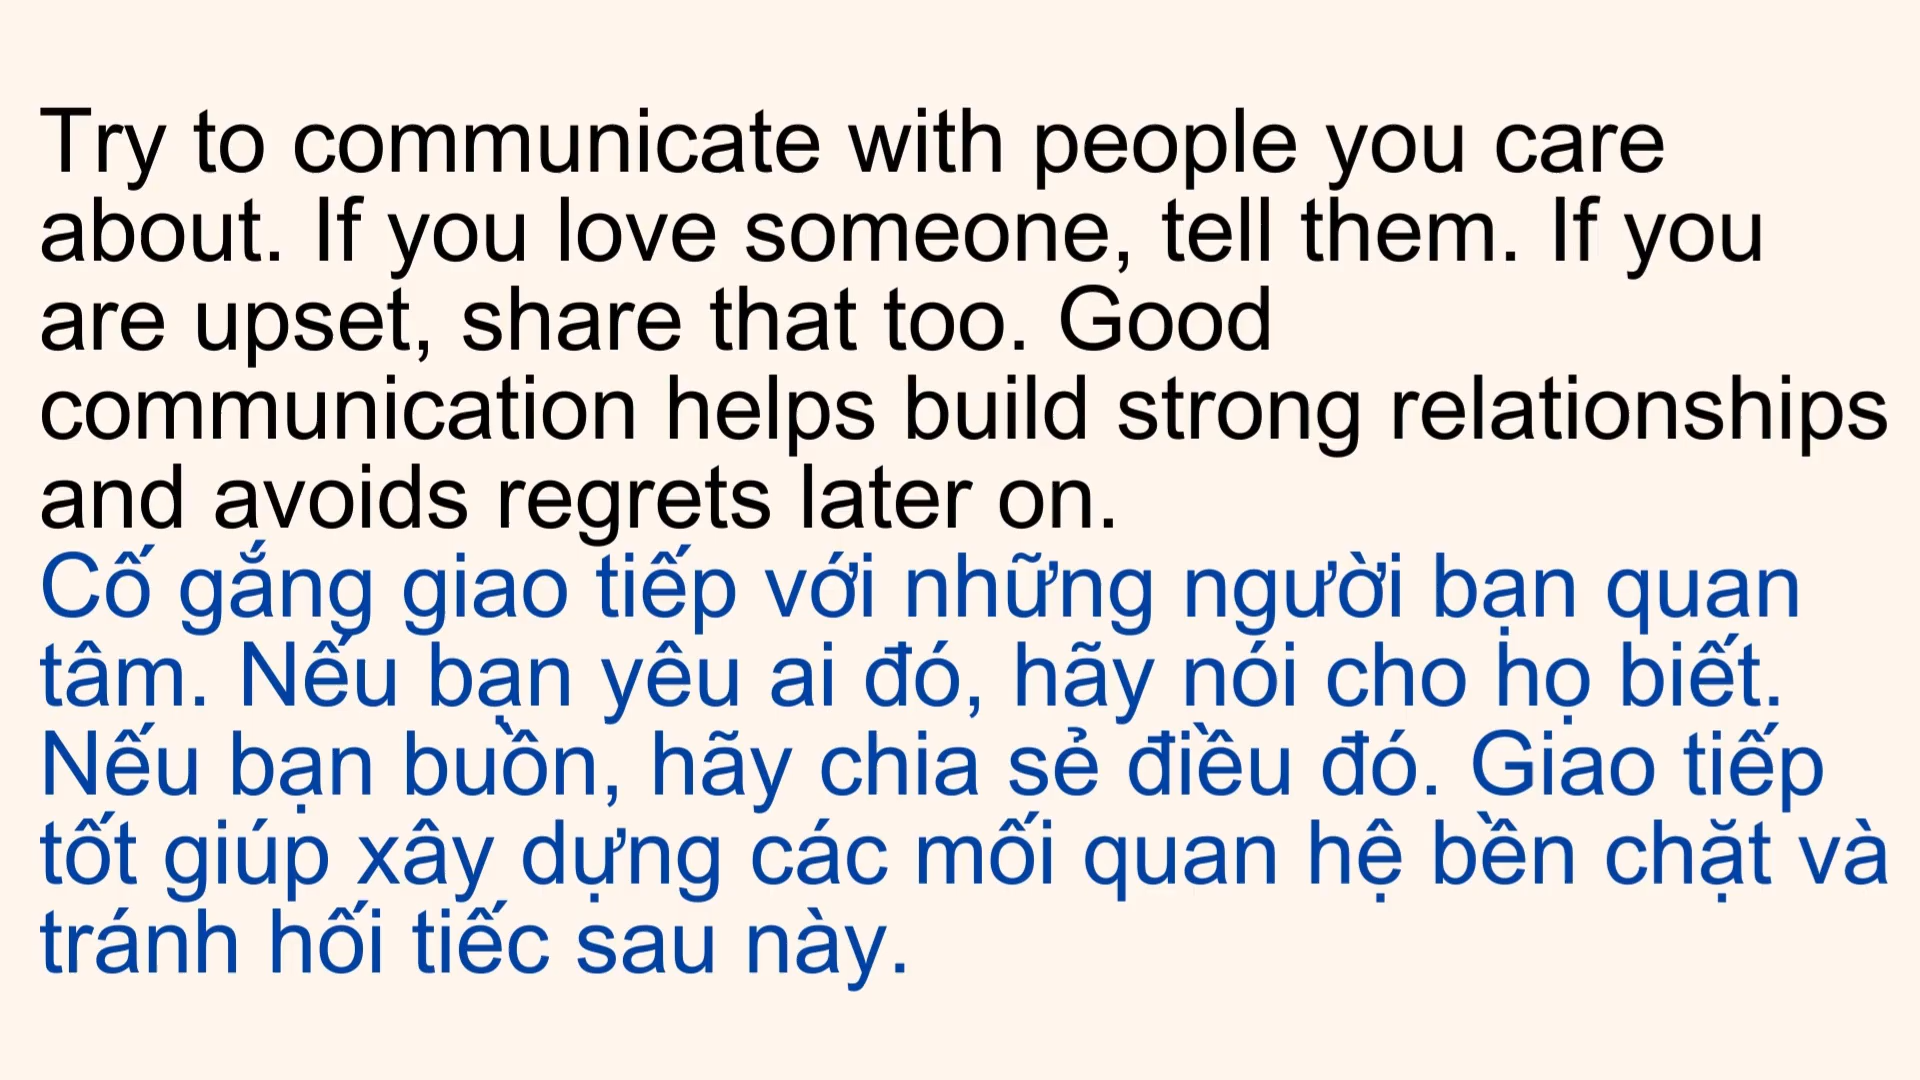 Try to communicate with people you care
about. If you love someone, tell them. If you
are upset, share that too. Good
communication helps build strong relationships
and avoids regrets later on.
Cố gắng giao tiếp với những người bạn quan
tâm. Nếu bạn yêu ai đó, hãy nói cho họ biết.
Nếu bạn buồn, hãy chia sẻ điều đó. Giao tiếp
tốt giúp xây dựng các mối quan hệ bền chặt và
tránh hối tiếc sau này.